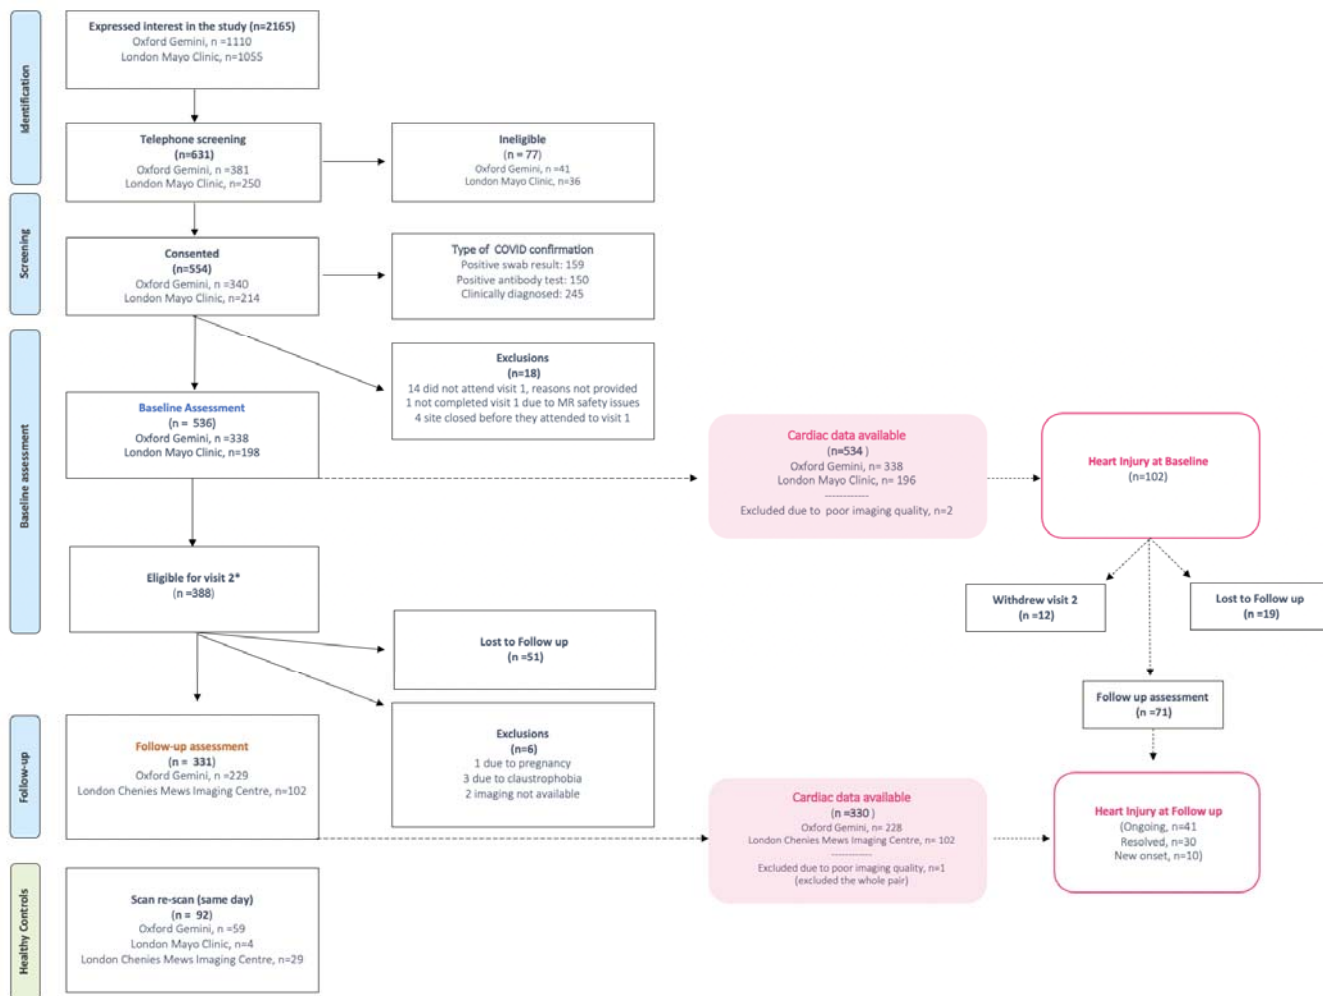 Identification
Expressed interest in the study (n=2165)
Oxford Gemini, n =1110
London Mayo Clinic, n=1055
Telephone screening
(n=631)
Oxford Gemini, n =381
London Mayo Clinic, n=250
Ineligible
(n = 77)
Oxford Gemini, n =41
London Mayo Clinic, n=36
Screening
Consented
(n=554)
Oxford Gemini, n =340
London Mayo Clinic, n=214
Type of COVID confirmation
Positive swab result: 159
Positive antibody test: 150
Clinically diagnosed: 245
Baseline assessment
Exclusions
(n=18)
14 did not attend visit 1, reasons not provided
1 not completed visit 1 due to MR safety issues
4 site closed before they attended to visit 1
Baseline Assessment
(n = 536)
Oxford Gemini, n =338
London Mayo Clinic, n=198
Cardiac data available
(n=534 )
Oxford Gemini, n= 338
London Mayo Clinic, n= 196
-------------
Excluded due to poor imaging quality, n=2
Heart Injury at Baseline
(n=102)
Eligible for visit 2*
(n =388)
Withdrew visit 2
(n =12)
Lost to Follow up
(n =19)
Lost to Follow up
(n =51)
Follow up assessment
(n =71)
Follow-up
Follow-up assessment
(n = 331)
Oxford Gemini, n =229
London Chenies Mews Imaging Centre, n=102
Exclusions
(n=6)
1 due to pregnancy
3 due to claustrophobia
2 imaging not available
Cardiac data available
(n =330 )
Oxford Gemini, n= 228
London Chenies Mews Imaging Centre, n= 102
------------
Excluded due to poor imaging quality, n=1
(excluded the whole pair)
Heart Injury at Follow up
(Ongoing, n=41
Resolved, n=30
New onset, n=10)
Healthy Controls
Scan re-scan (same day)
(n = 92)
Oxford Gemini, n =59
London Mayo Clinic, n=4
London Chenies Mews Imaging Centre, n=29